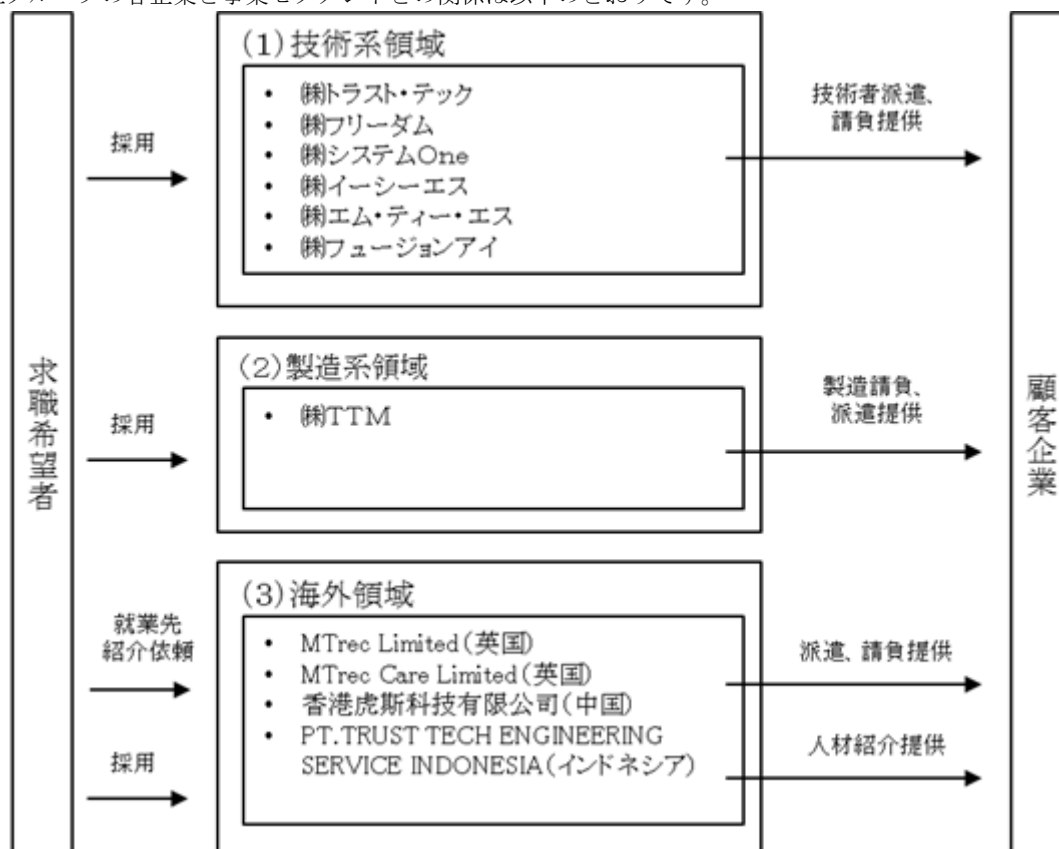 (1)技術系領域
• ㈱トラスト・テック
• ㈱フリーダム
• ㈱システムOne
• ㈱イーシーエス
• ㈱エム・ティー・エス
• ㈱フュージョンアイ
採用
技術者派遣、
請負提供
求職希望者
(2)製造系領域
• ㈱TTM
採用
製造請負、
派遣提供
顧客企業
(3)海外領域
• MTrec Limited(英国)
• MTrec Care Limited(英国)
• 香港虎斯科技有限公司(中国)
• PT.TRUST TECH ENGINEERING
SERVICE INDONESIA(インドネシア)
就業先
紹介依頼
採用
派遣、請負提供
人材紹介提供